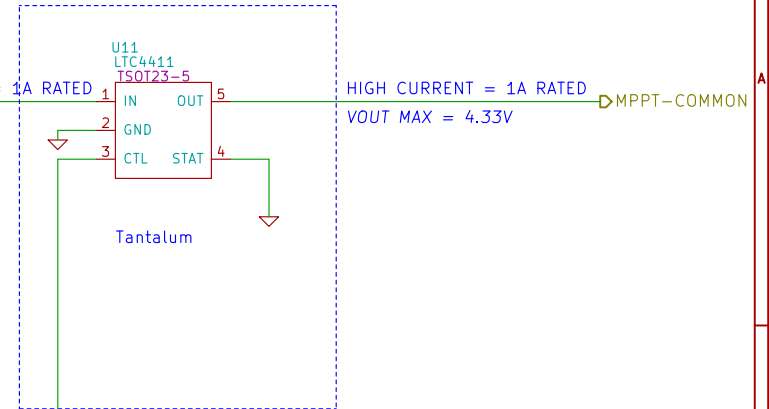 U11
LTC4411
TSOT23-5
= 1A RATED
1 IN
OUT 5
HIGH CURRENT = 1A RATED
MPPT-COMMON
A
VOUT MAX = 4.33V
2 GND
3 CTL
STAT 4
Tantalum